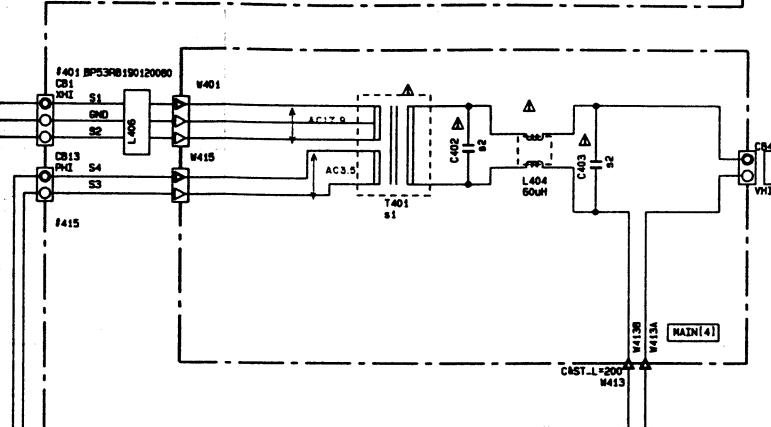 #401 BP53RB190120080
CB1
XHI
W401
S1
GND
S2
L406
AC17.9
CB13
PHI
W415
S4
S3
AC3.5
#415
T401
s1
C402
s2
L404
60uH
C403
s2
CB4
VHI
W413B
W413A
MAIN[4]
L=200
W413